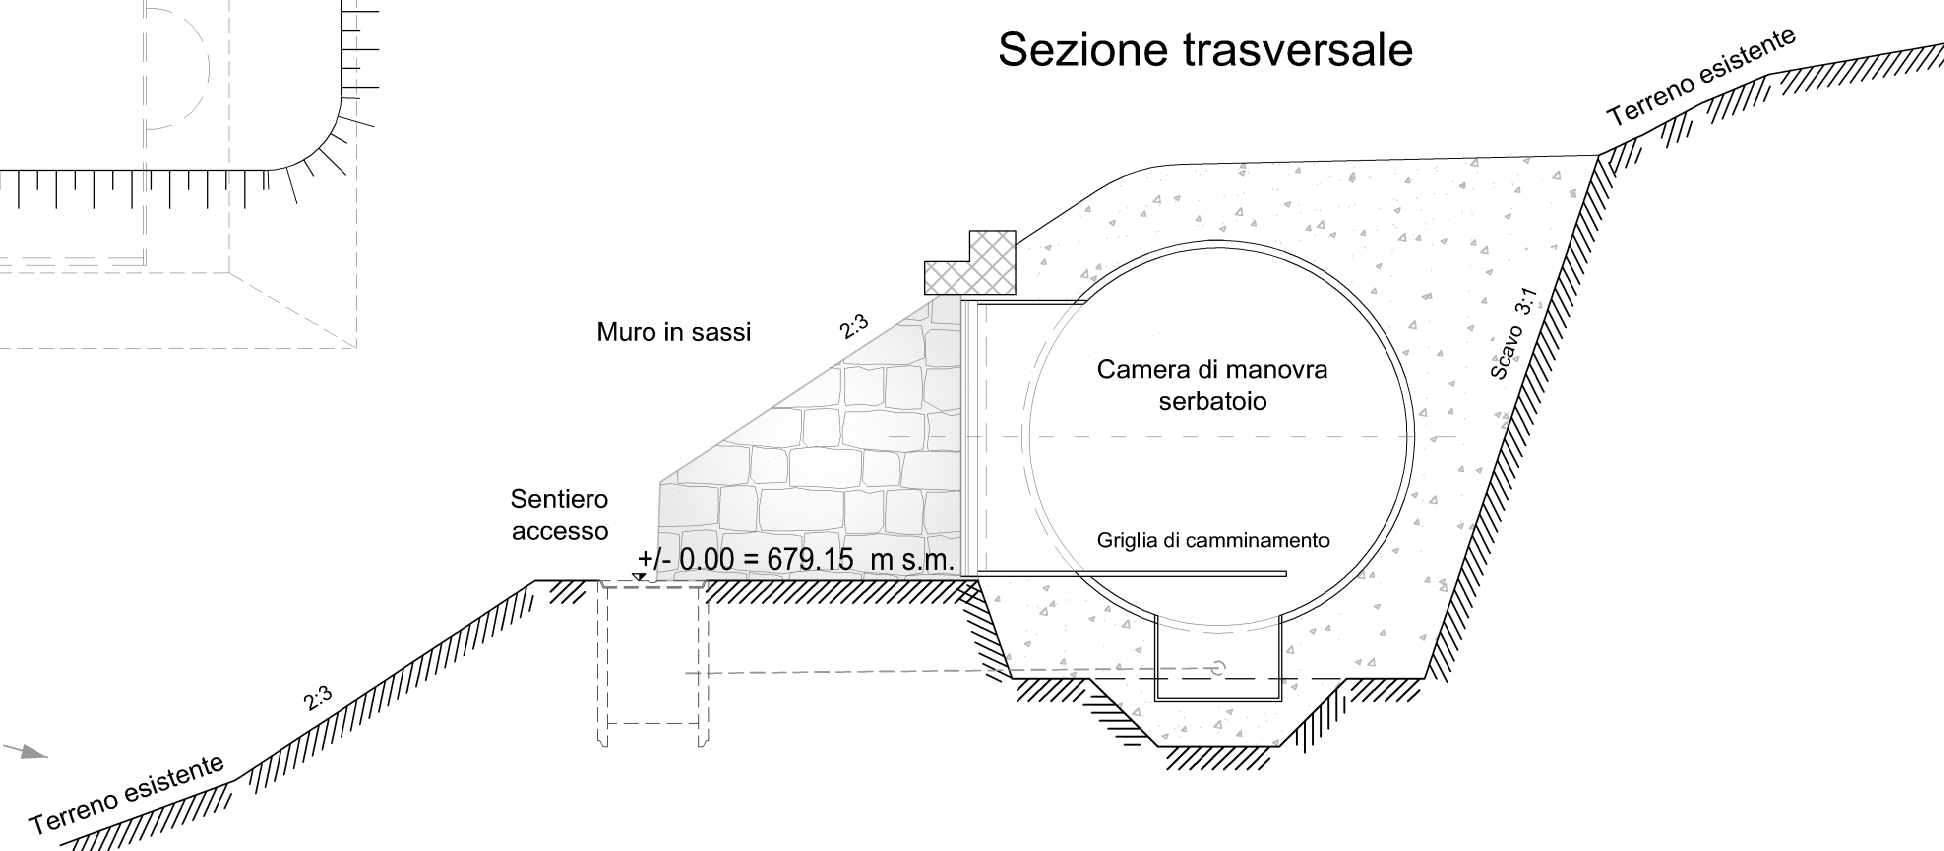 Sezione trasversale
Terreno esistente
2:3
Muro in sassi
Scavo 3:1
Camera di manovra
serbatoio
Sentiero
accesso
Griglia di camminamento
+/- 0.00 = 679.15 m s.m.
2:3
Terreno esistente